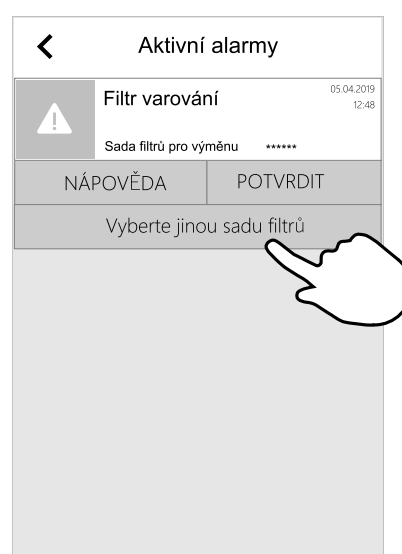 Aktivní alarmy
Filtr varování
05.04.2019
12:48
Sada filtrů pro výměnu ******
NÁPOVĚDA POTVRDIT
Vyberte jinou sadu filtrů